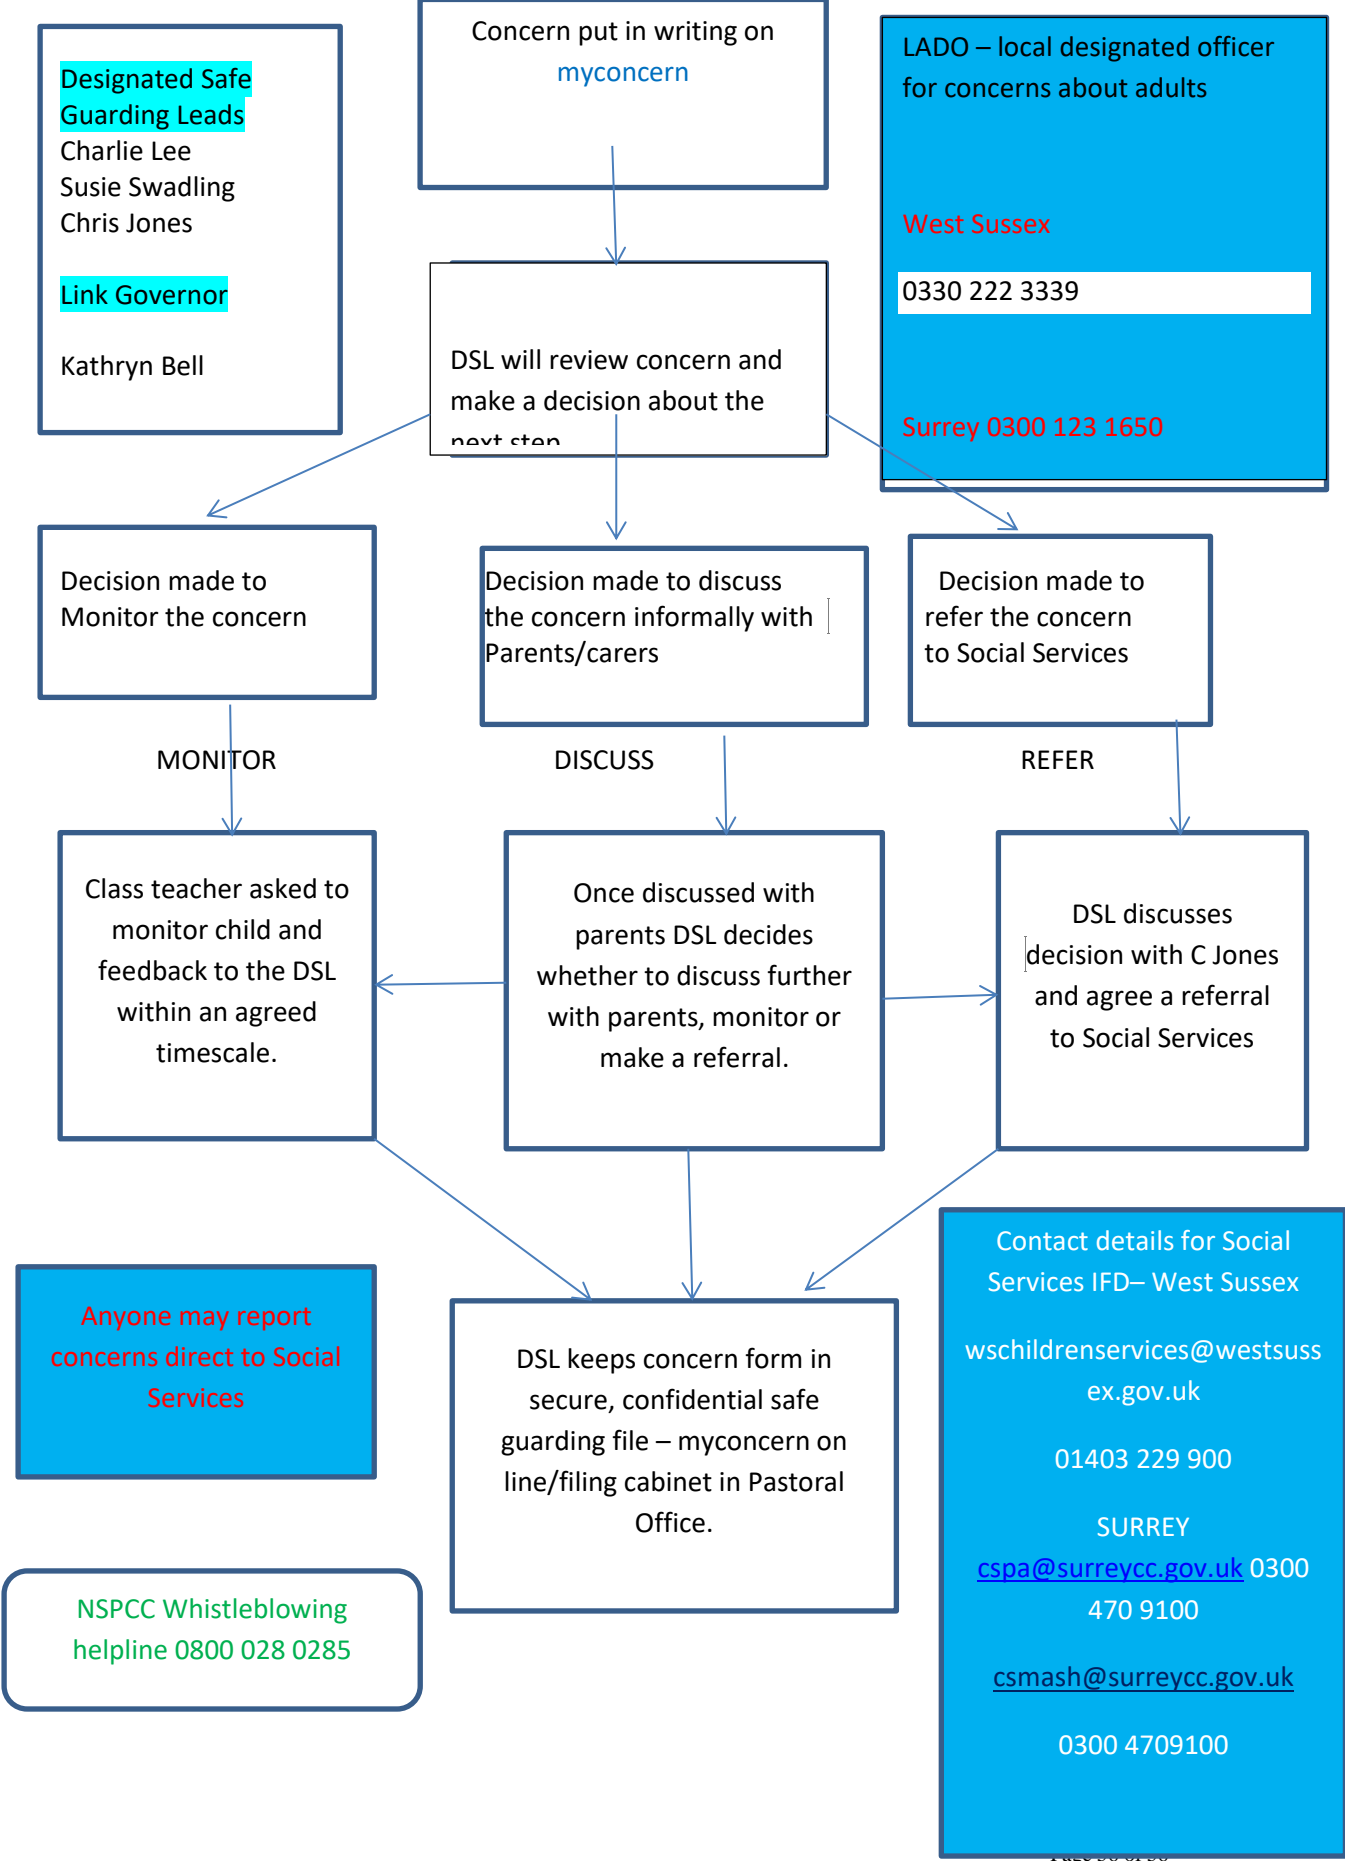 Designated Safe
Guarding Leads
Charlie Lee
Susie Swadling
Chris Jones
Link Governor
Kathryn Bell
Concern put in writing on
myconcern
LADO – local designated officer
for concerns about adults
West Sussex
0330 222 3339
Surrey 0300 123 1650
DSL will review concern and
make a decision about the
next step
Decision made to
Monitor the concern
Decision made to discuss
the concern informally with
Parents/carers
Decision made to
refer the concern
to Social Services
MONITOR
DISCUSS
REFER
Class teacher asked to
monitor child and
feedback to the DSL
within an agreed
timescale.
Once discussed with
parents DSL decides
whether to discuss further
with parents, monitor or
make a referral.
DSL discusses
decision with C Jones
and agree a referral
to Social Services
Anyone may report
concerns direct to Social
Services
DSL keeps concern form in
secure, confidential safe
guarding file – myconcern on
line/filing cabinet in Pastoral
Office.
Contact details for Social
Services IFD– West Sussex
wschildrenservices@westsuss
ex.gov.uk
01403 229 900
SURREY
cspa@surreycc.gov.uk 0300
470 9100
csmash@surreycc.gov.uk
0300 4709100
NSPCC Whistleblowing
helpline 0800 028 0285